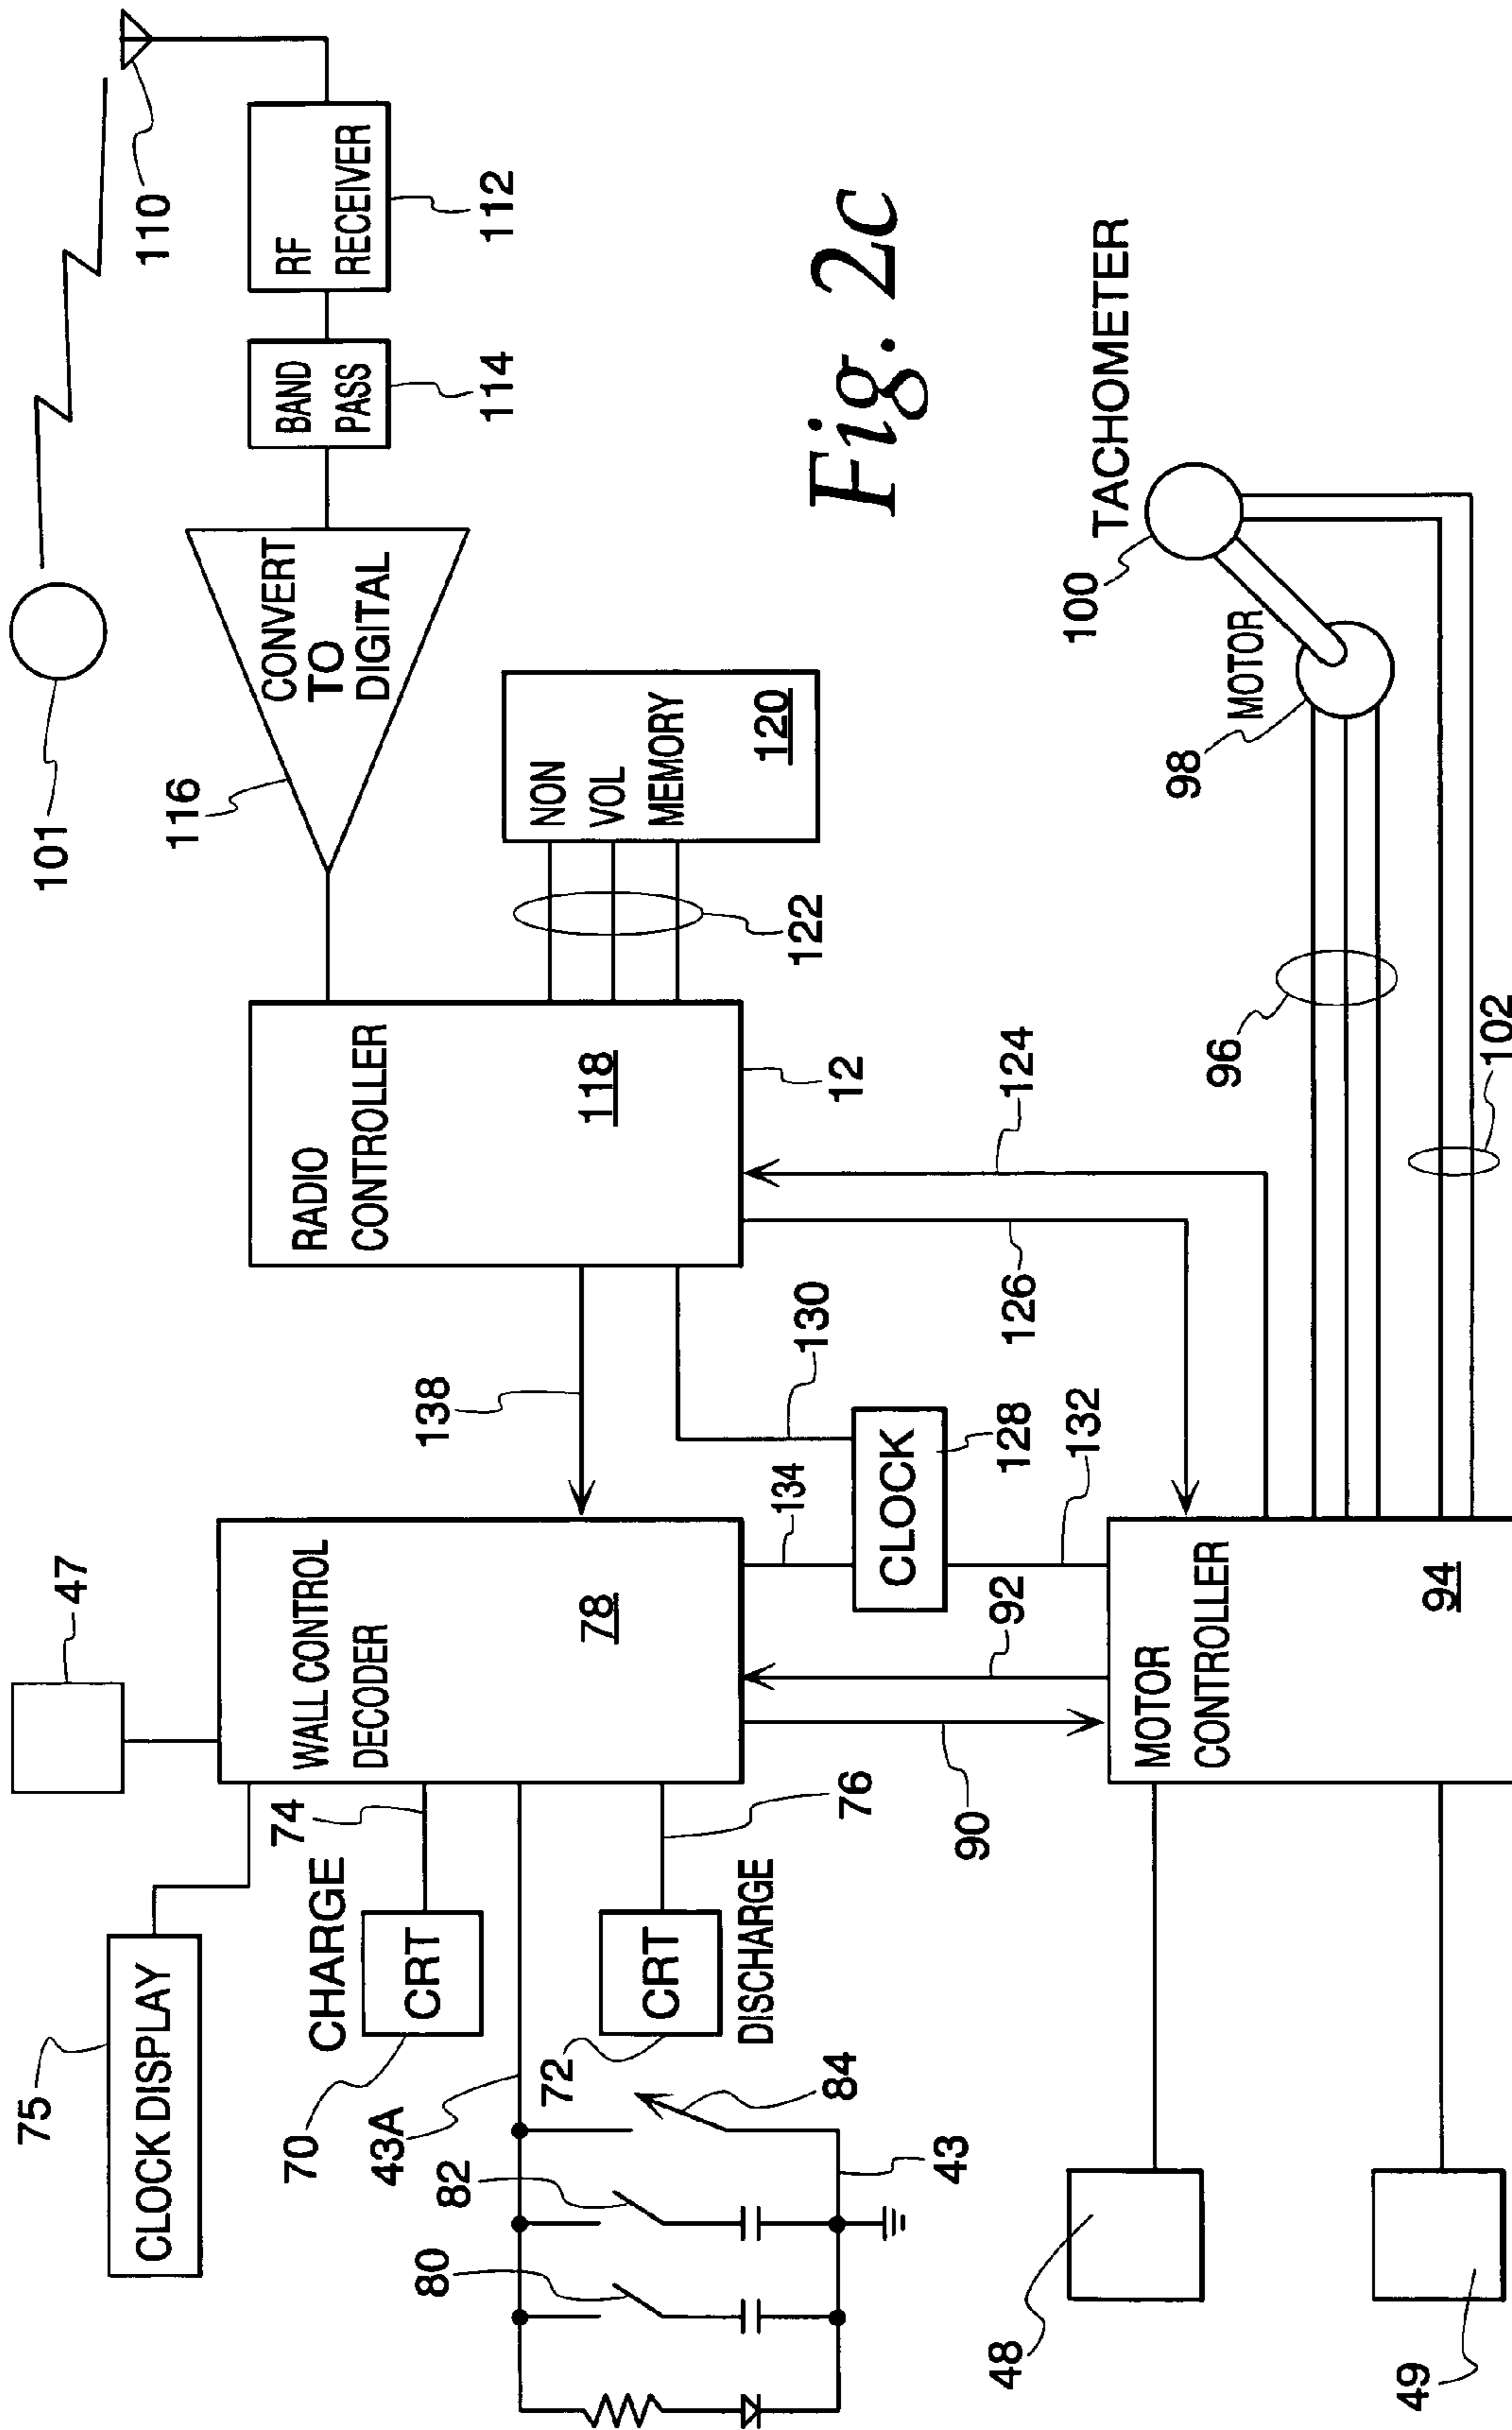 101
110
RF
RECEIVER
112
BAND
PASS
114
CONVERT
TO
DIGITAL
116
NON
VOL
MEMORY
120
122
RADIO
CONTROLLER
118
12
124
126
138
130
CLOCK
128
134
132
47
WALL CONTROL
DECODER
78
92
90
75
CLOCK DISPLAY
74
CHARGE
CRT
70
76
CRT
DISCHARGE
72
43A
84
82
80
43
MOTOR
CONTROLLER
94
48
49
96
102
MOTOR
98
TACHOMETER
100
Fig. 2c